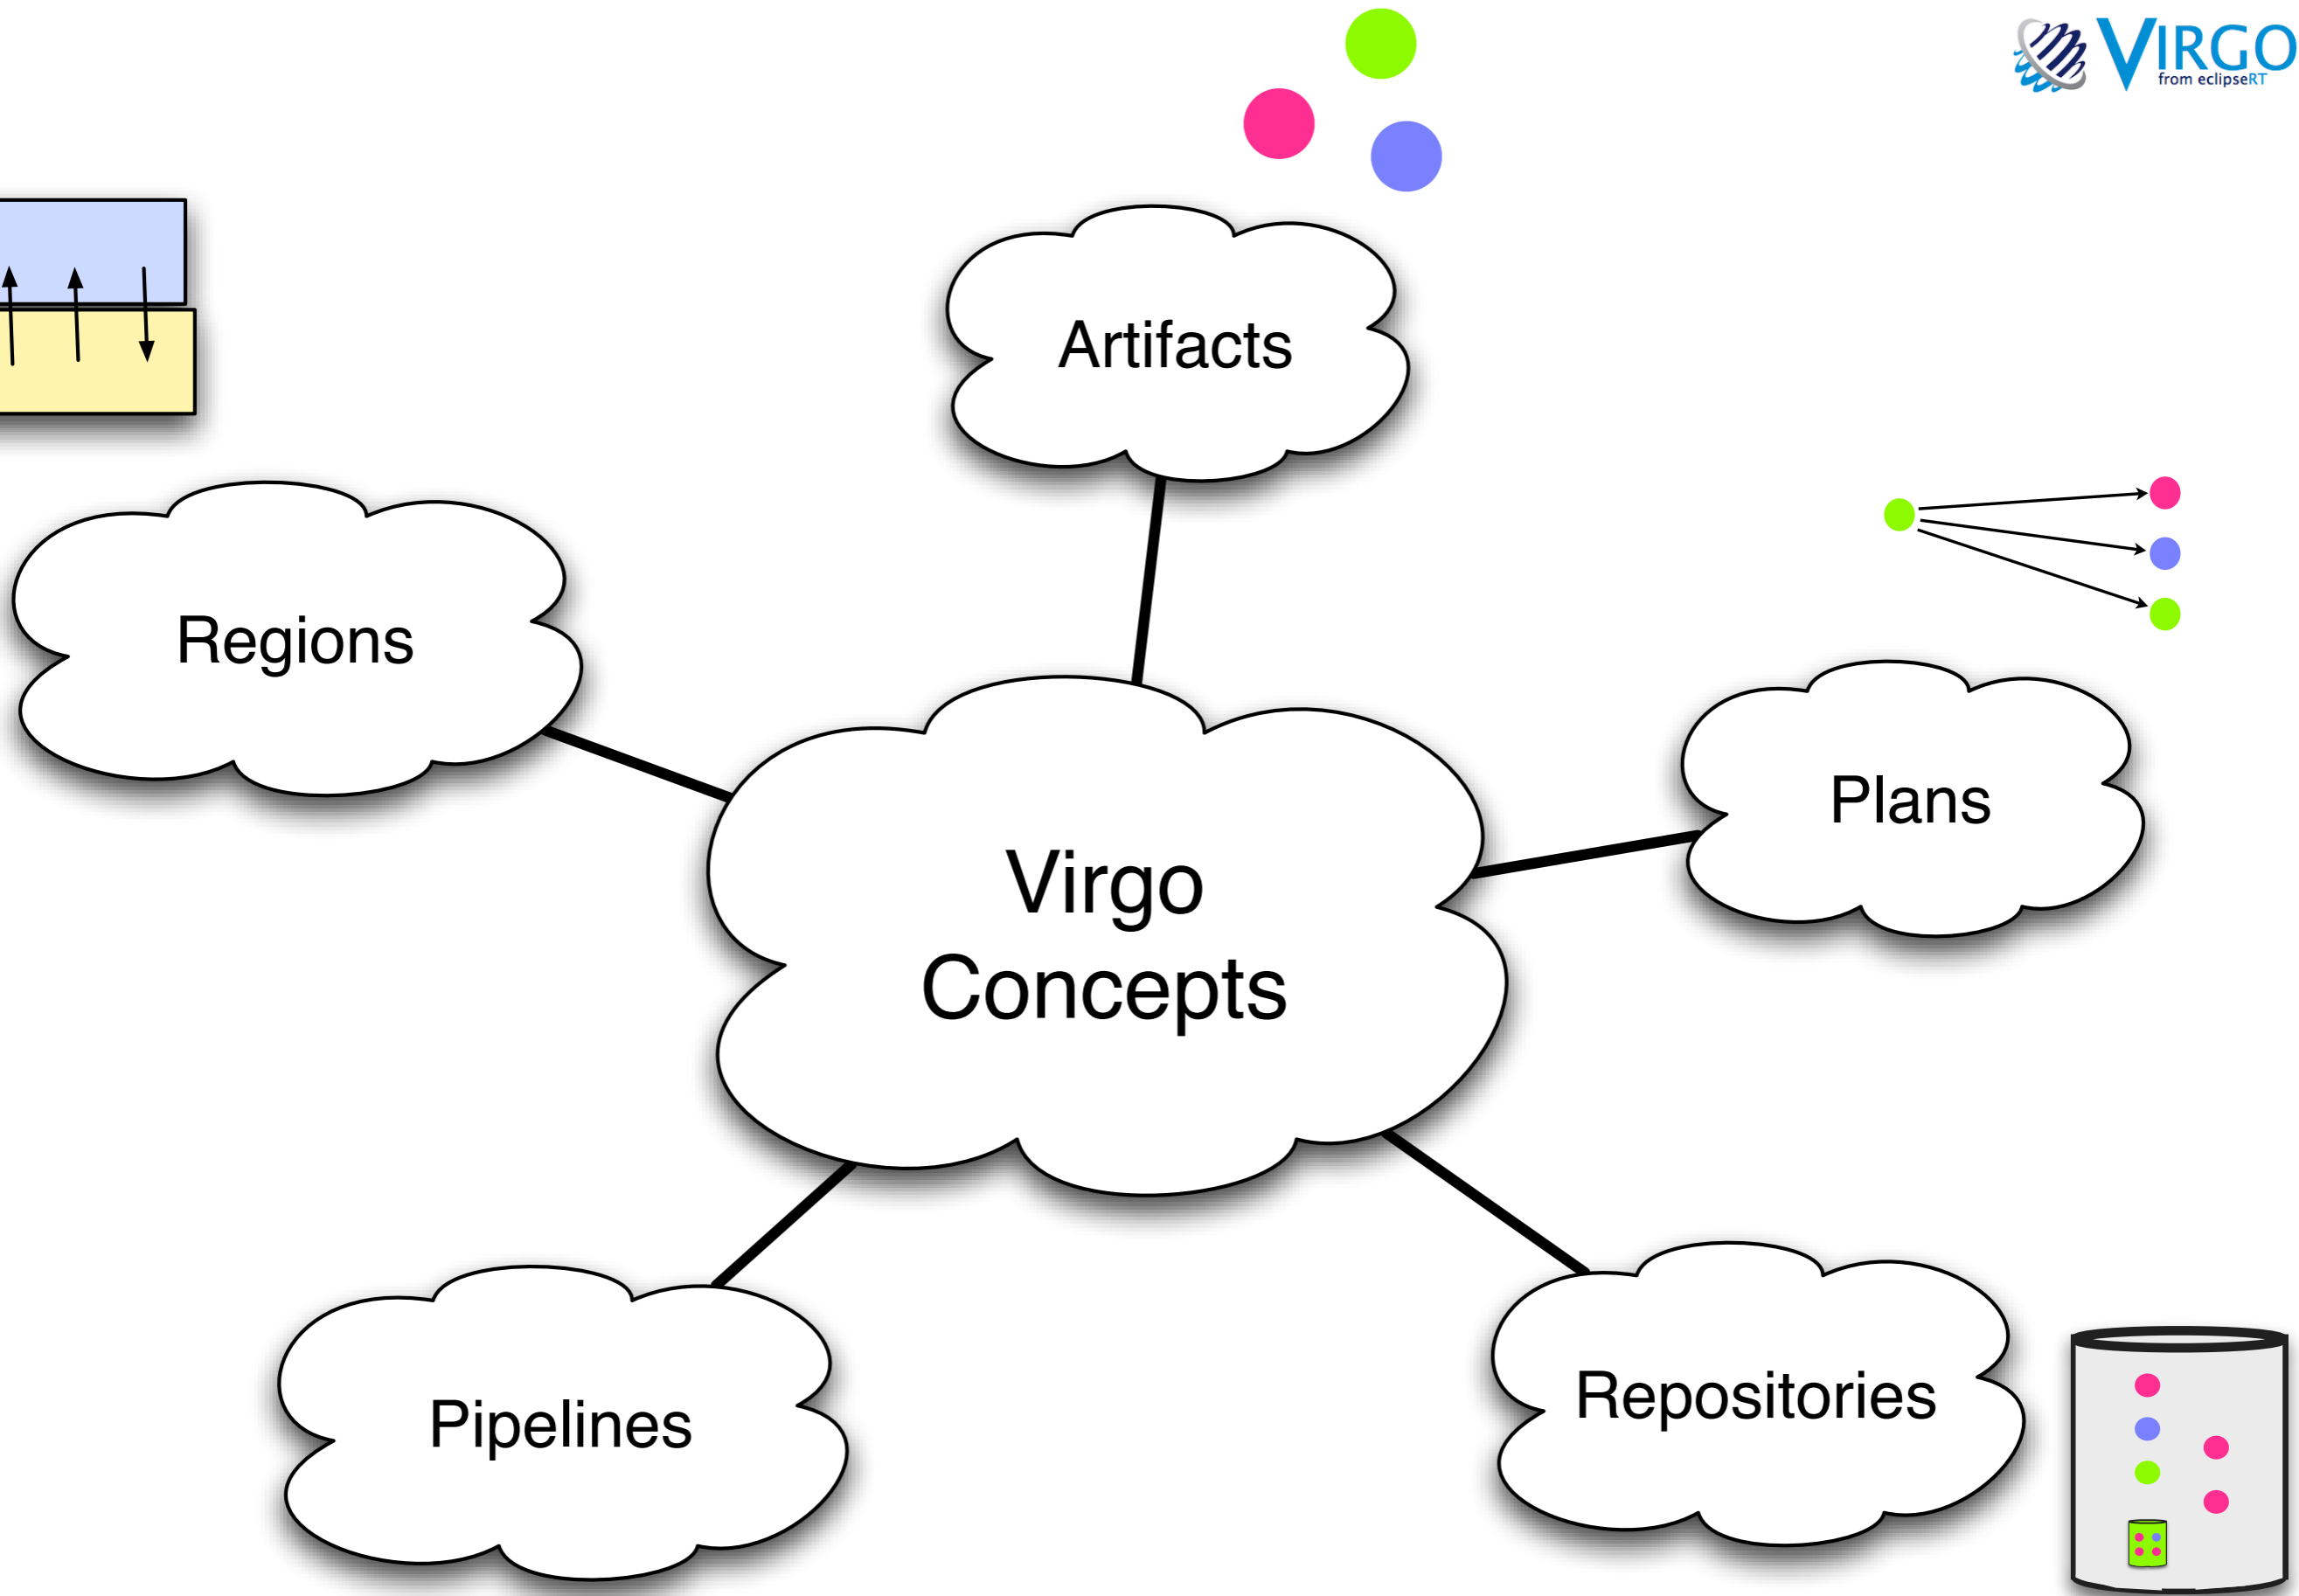 VIRGO
from eclipseRT
Artifacts
Regions
Plans
Virgo
Concepts
Repositories
Pipelines